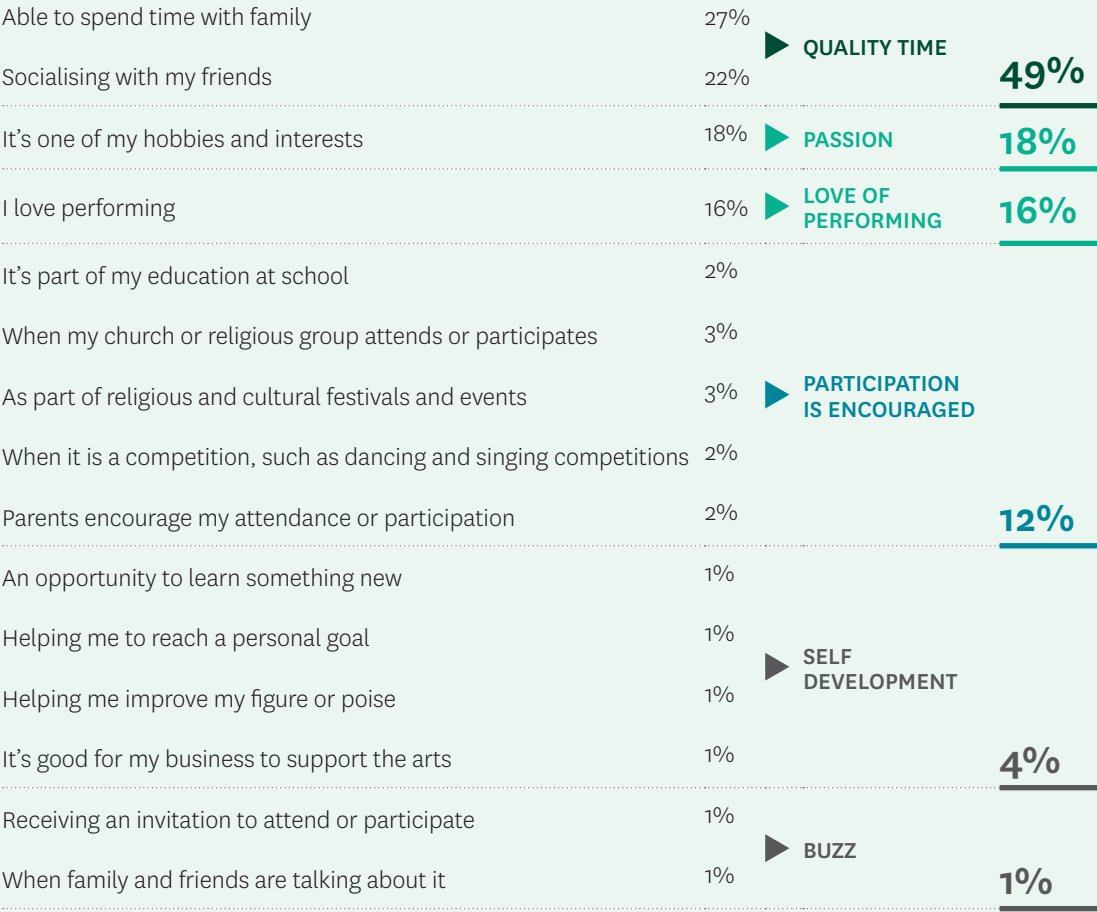 Able to spend time with family 27%
QUALITY TIME
Socialising with my friends 22%
49%
It’s one of my hobbies and interests 18% PASSION 18%
LOVE OF
I love performing 16% 16%
PERFORMING
It’s part of my education at school 2%
When my church or religious group attends or participates 3%
PARTICIPATION
As part of religious and cultural festivals and events 3%
IS ENCOURAGED
When it is a competition, such as dancing and singing competitions 2%
Parents encourage my attendance or participation 2% 12%
An opportunity to learn something new 1%
Helping me to reach a personal goal 1%
SELF
DEVELOPMENT
Helping me improve my figure or poise 1%
It’s good for my business to support the arts 1% 4%
Receiving an invitation to attend or participate 1%
BUZZ
When family and friends are talking about it 1% 1%